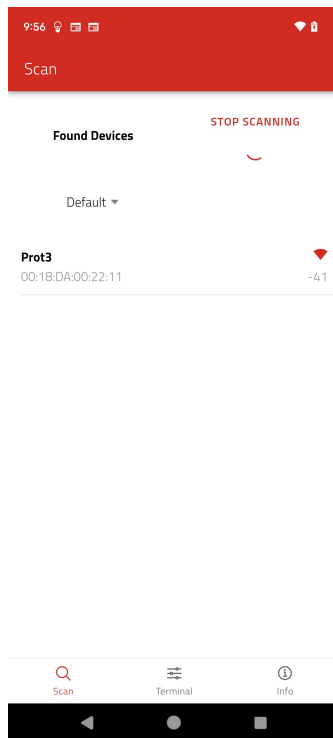 9:56
Scan
Found Devices
STOP SCANNING
Default
Prot3
00:18:DA:00:22:11
-41
Scan
Terminal
Info